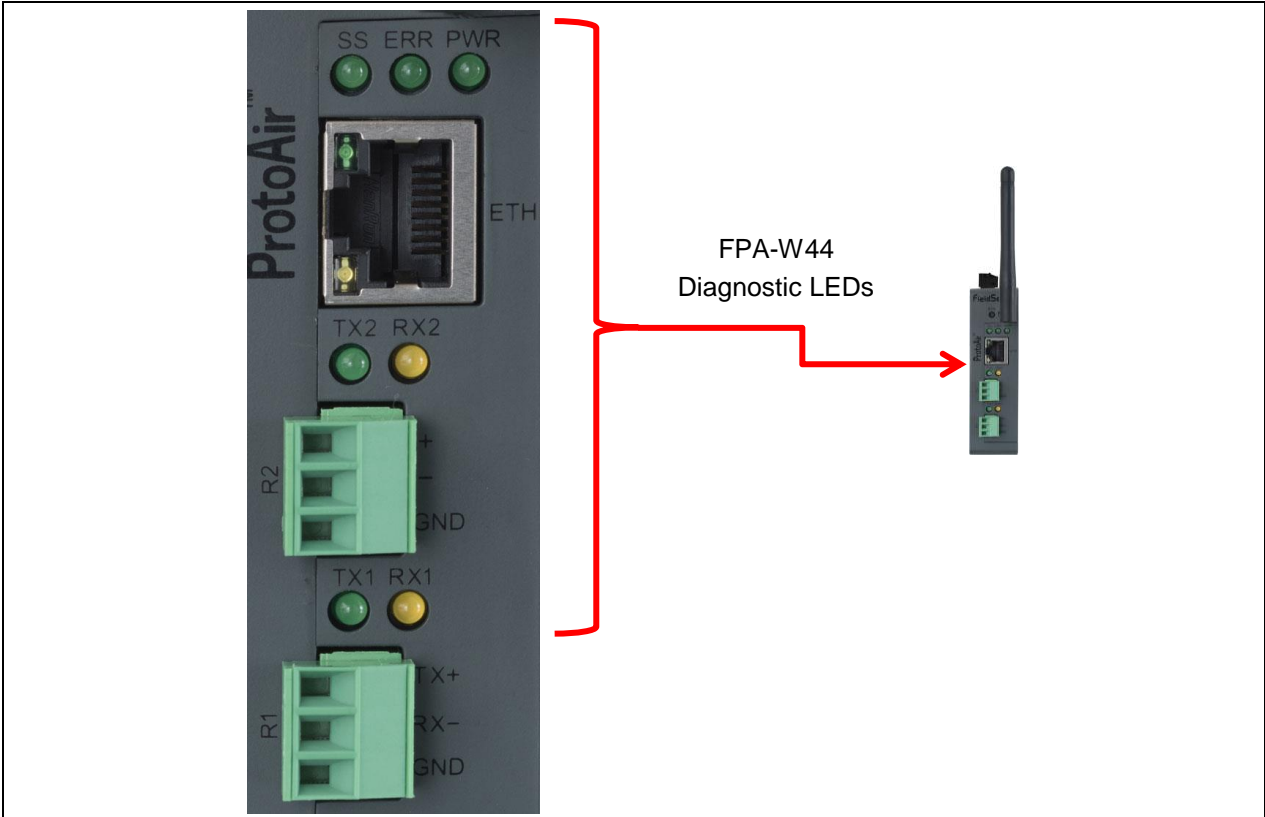 SS ERR PWR
ProtoAir™
ETH
TX2 RX2
+
-
R2
GND
TX1 RX1
TX+
RX-
R1
GND
FPA-W44
Diagnostic LEDs
ProtoAir